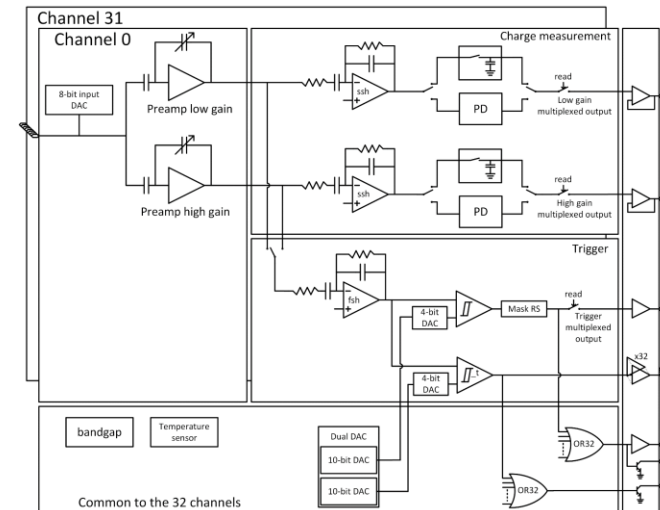 Channel 31
Channel 0
Charge measurement
8-bit input
DAC
Preamp low gain
ssh
PD
read
Low gain
multiplexed output
Preamp high gain
ssh
PD
read
High gain
multiplexed output
Trigger
fsh
4-bit
DAC
Mask RS
read
Trigger
multiplexed
output
4-bit
DAC
_t
x32
bandgap
Temperature
sensor
Dual DAC
10-bit DAC
10-bit DAC
OR32
OR32
Common to the 32 channels